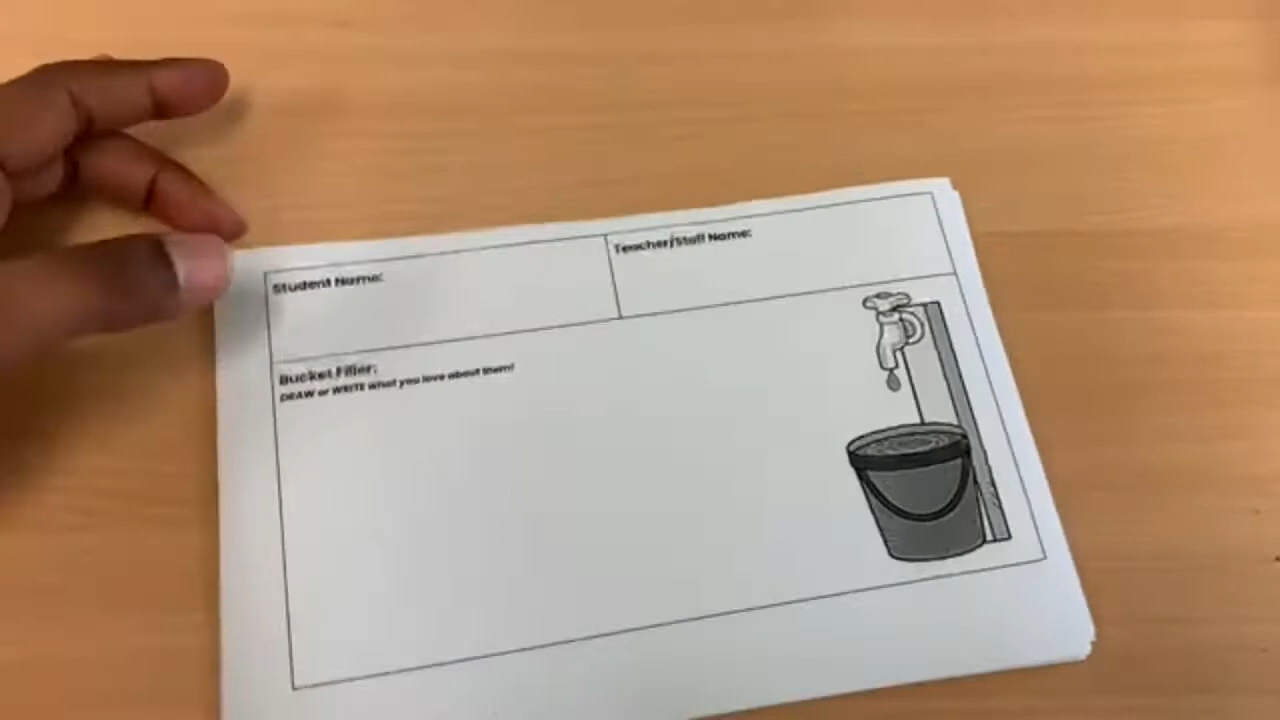 Student Name:
Teacher/Staff Name:
Bucket Filler:
DRAW or WRITE what you love about them!